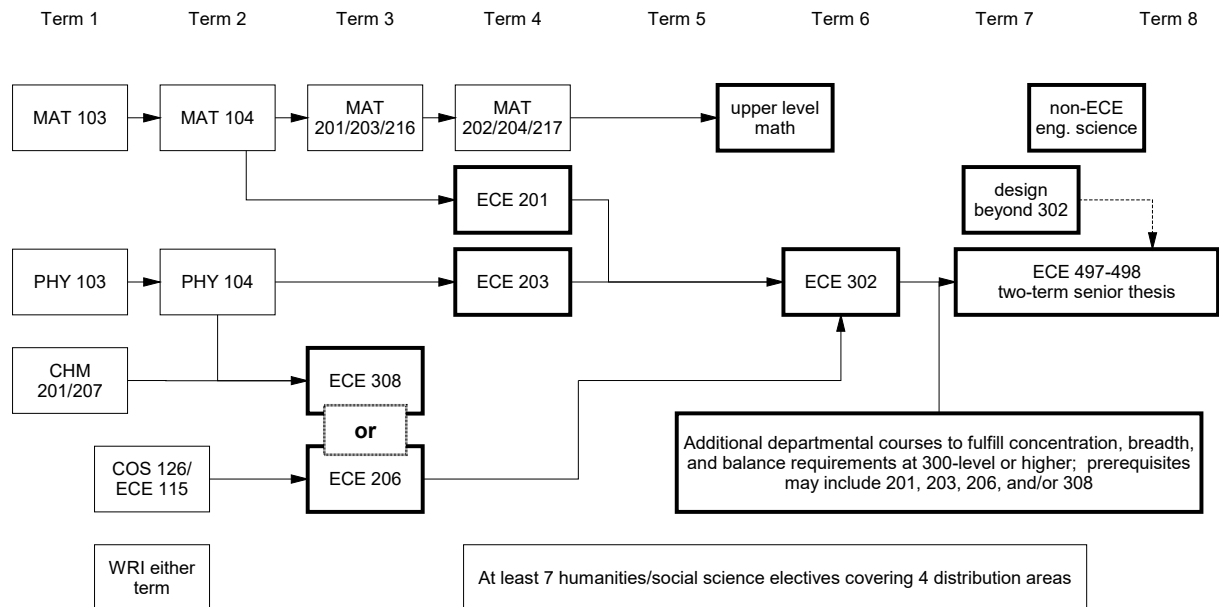 Term 1 Term 2 Term 3 Term 4 Term 5 Term 6 Term 7 Term 8
MAT 103
MAT 104
MAT
201/203/216
MAT
202/204/217
upper level
math
non-ECE
eng. science
ECE 201
design
beyond 302
PHY 103
PHY 104
ECE 203
ECE 302
ECE 497-498
two-term senior thesis
CHM
201/207
ECE 308
or
COS 126/
ECE 115
ECE 206
Additional departmental courses to fulfill concentration, breadth,
and balance requirements at 300-level or higher; prerequisites
may include 201, 203, 206, and/or 308
WRI either
term
At least 7 humanities/social science electives covering 4 distribution areas